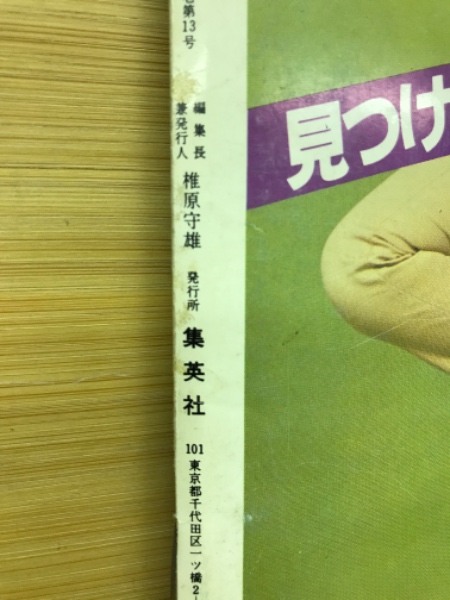 第13号
編集長
兼発行人
椎原守雄
発行所
集英社
101
東京都千代田区一ツ橋2
見つけ